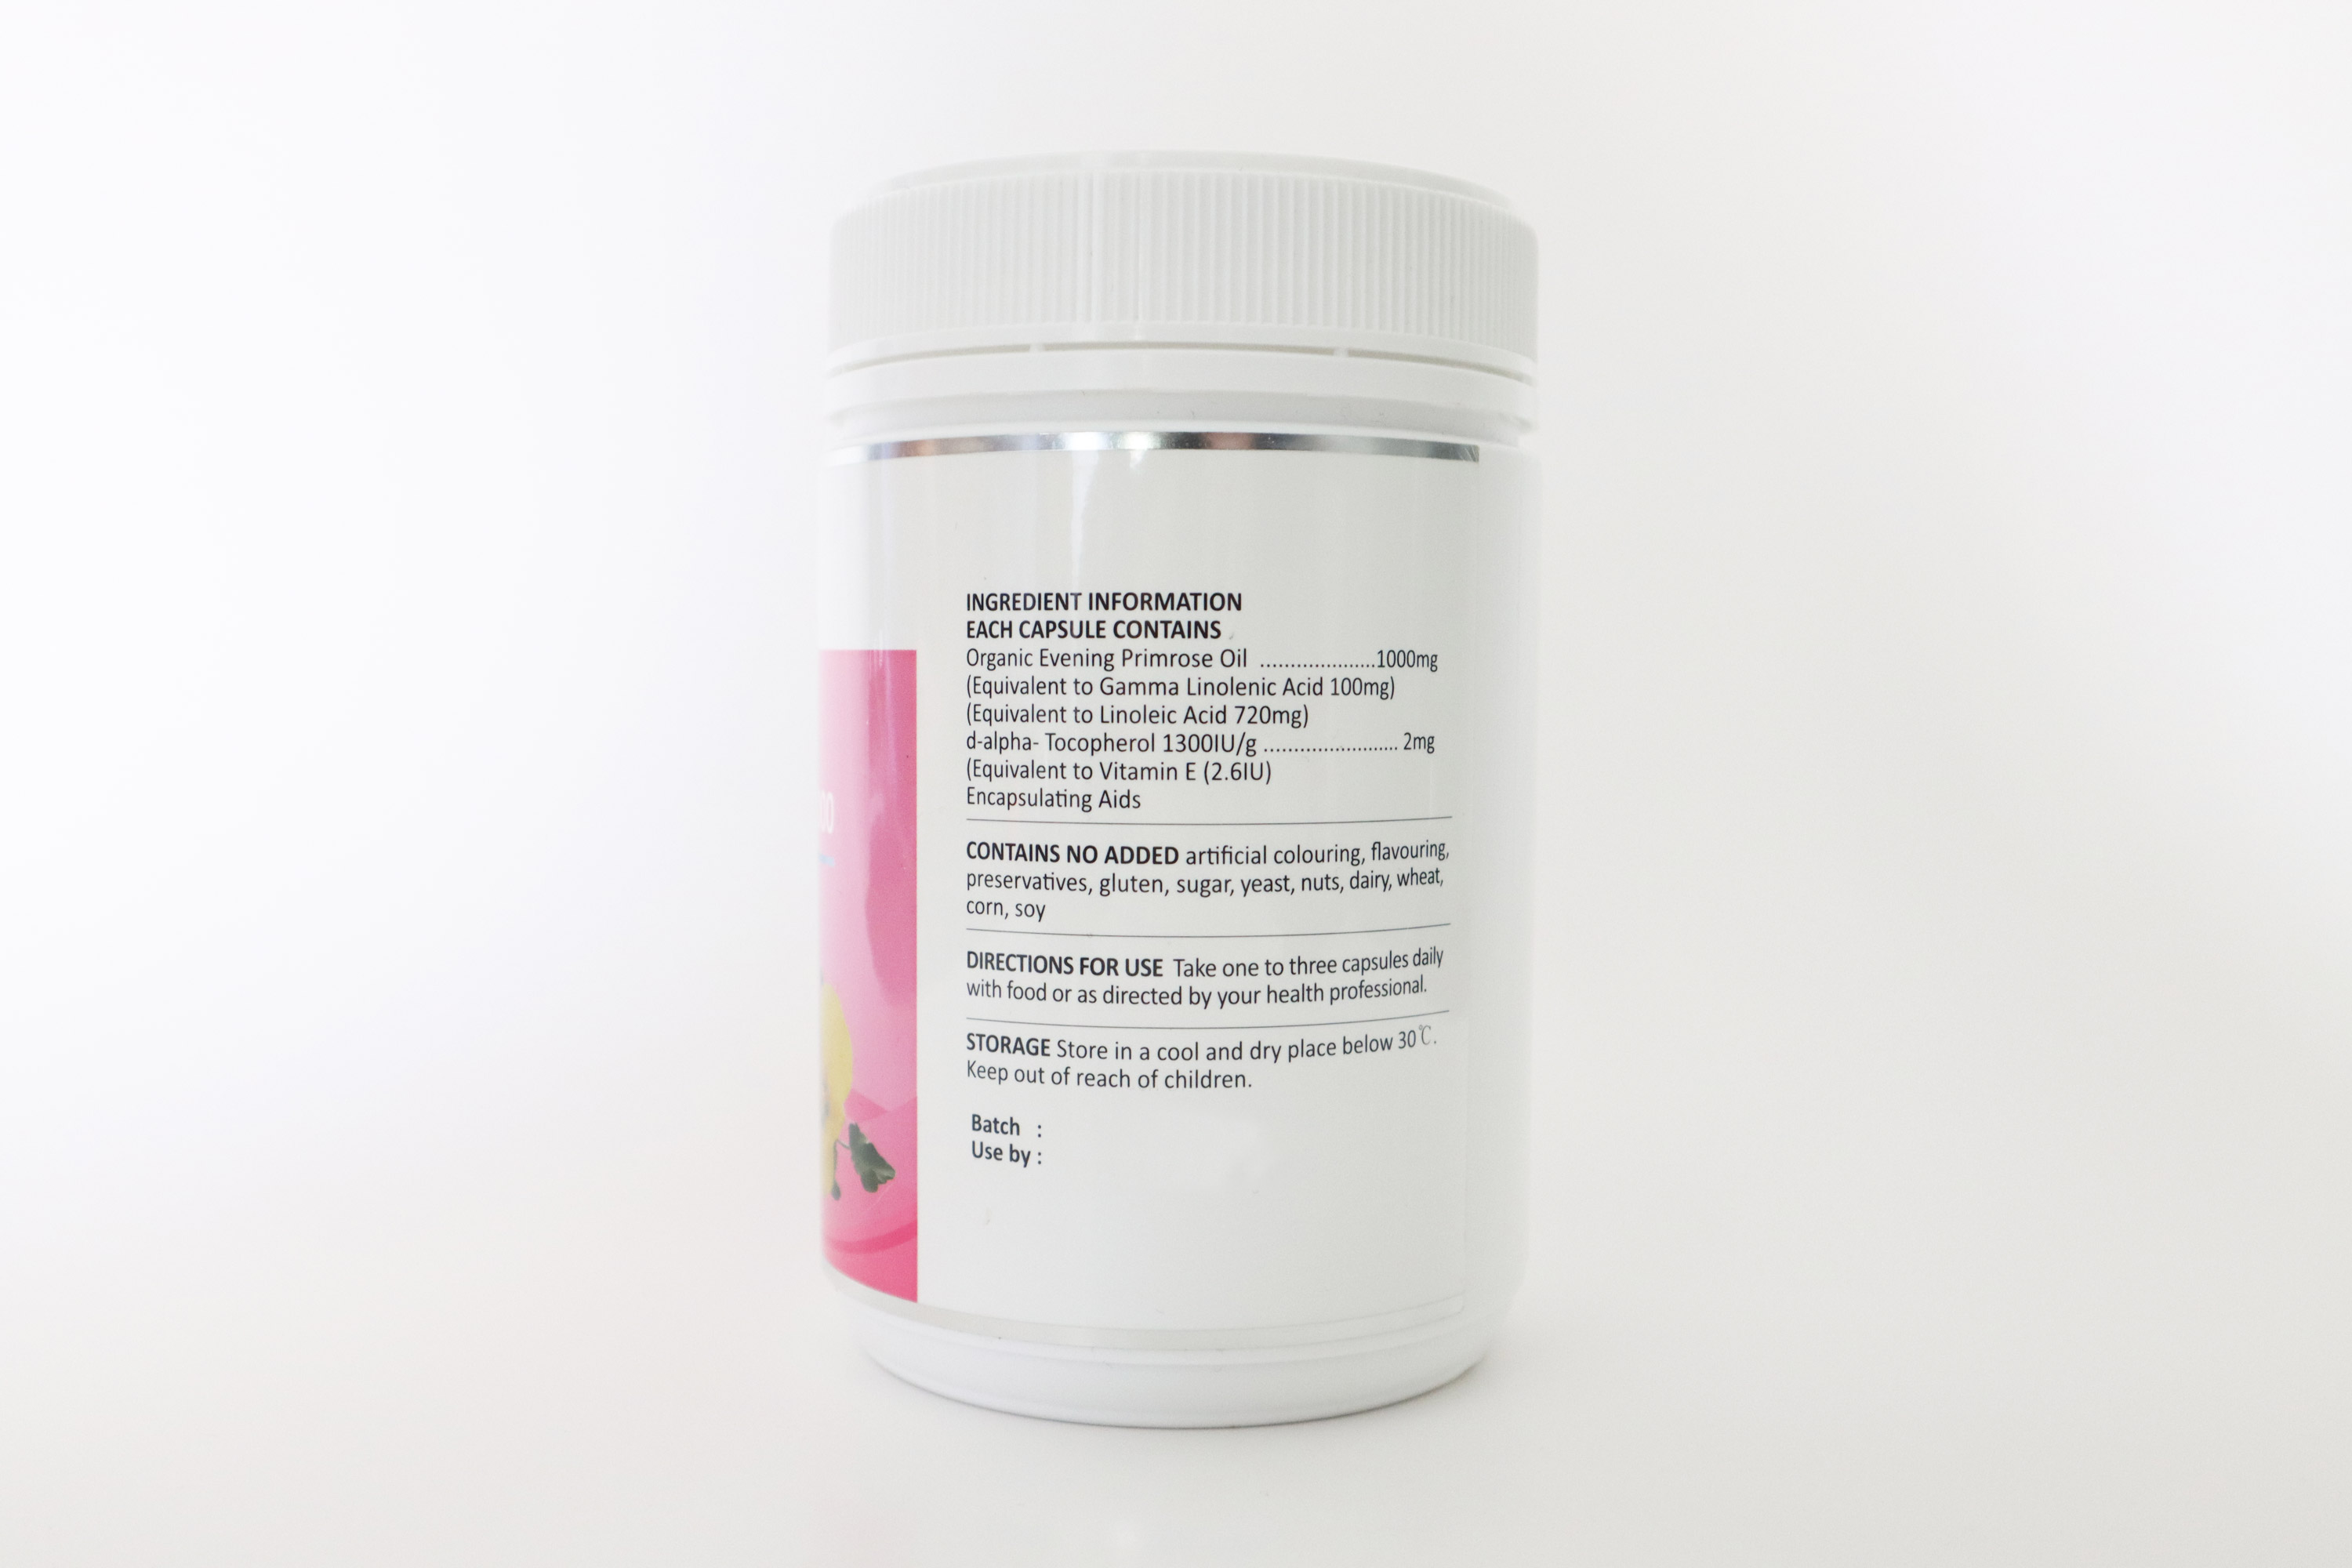 INGREDIENT INFORMATION
EACH CAPSULE CONTAINS
Organic Evening Primrose Oil ....................1000mg
(Equivalent to Gamma Linolenic Acid 100mg)
(Equivalent to Linoleic Acid 720mg)
d-alpha- Tocopherol 1300IU/g ........................ 2mg
(Equivalent to Vitamin E (2.6IU)
Encapsulating Aids
CONTAINS NO ADDED artificial colouring, flavouring,
preservatives, gluten, sugar, yeast, nuts, dairy, wheat,
corn, soy
DIRECTIONS FOR USE Take one to three capsules daily
with food or as directed by your health professional.
STORAGE Store in a cool and dry place below 30℃.
Keep out of reach of children.
Batch :
Use by :